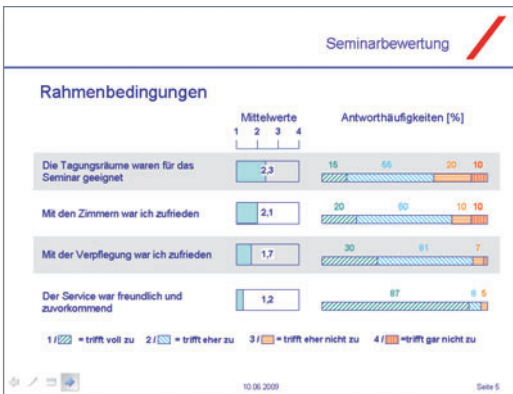 Seminarbewertung
Rahmenbedingungen
Mittelwerte
Antworthäufigkeiten [%]
1 2 3 4
Die Tagungsräume waren für das
Seminar geeignet
2,3
15 55 20 10
Mit den Zimmern war ich zufrieden
2,1
20 60 10 10
Mit der Verpflegung war ich zufrieden
1,7
30 61 7
Der Service war freundlich und
zuvorkommend
1,2
87 5
1 / = trifft voll zu 2 / = trifft eher zu 3 / = trifft eher nicht zu 4 / =trifft gar nicht zu
10.06.2009
Seite 5